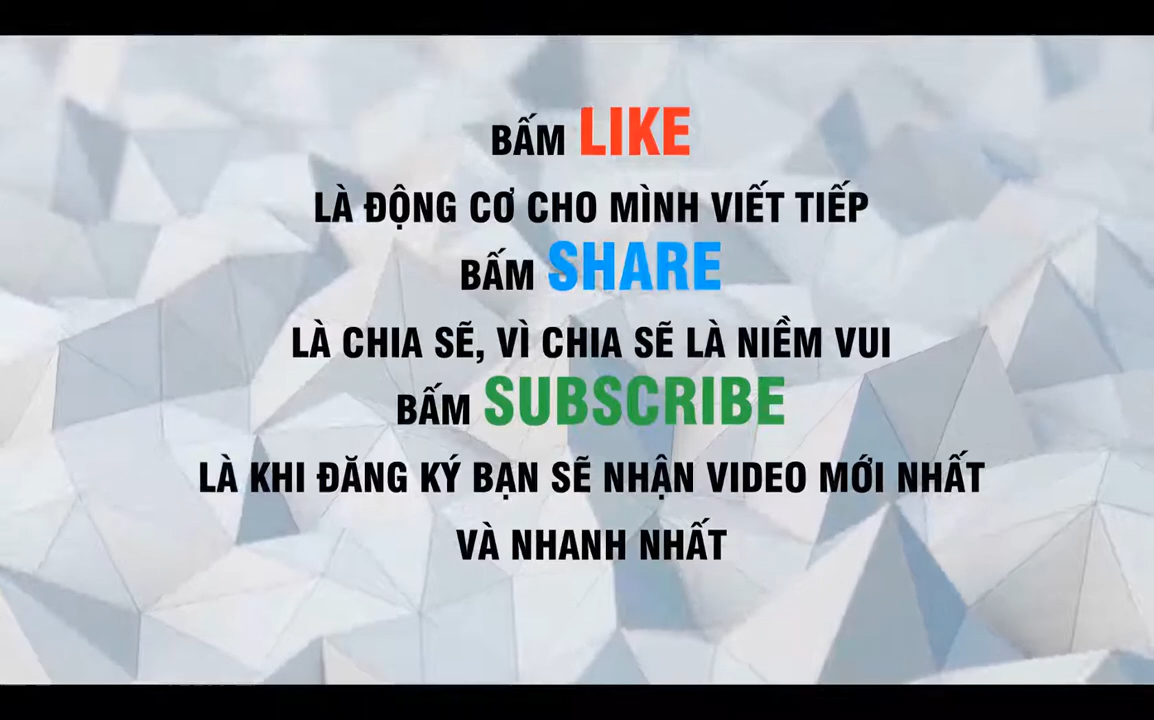 BẤM LIKE
LÀ ĐỘNG CƠ CHO MÌNH VIẾT TIẾP
BẤM SHARE
LÀ CHIA SẼ, VÌ CHIA SẼ LÀ NIỀM VUI
BẤM SUBSCRIBE
LÀ KHI ĐĂNG KÝ BẠN SẼ NHẬN VIDEO MỚI NHẤT
VÀ NHANH NHẤT